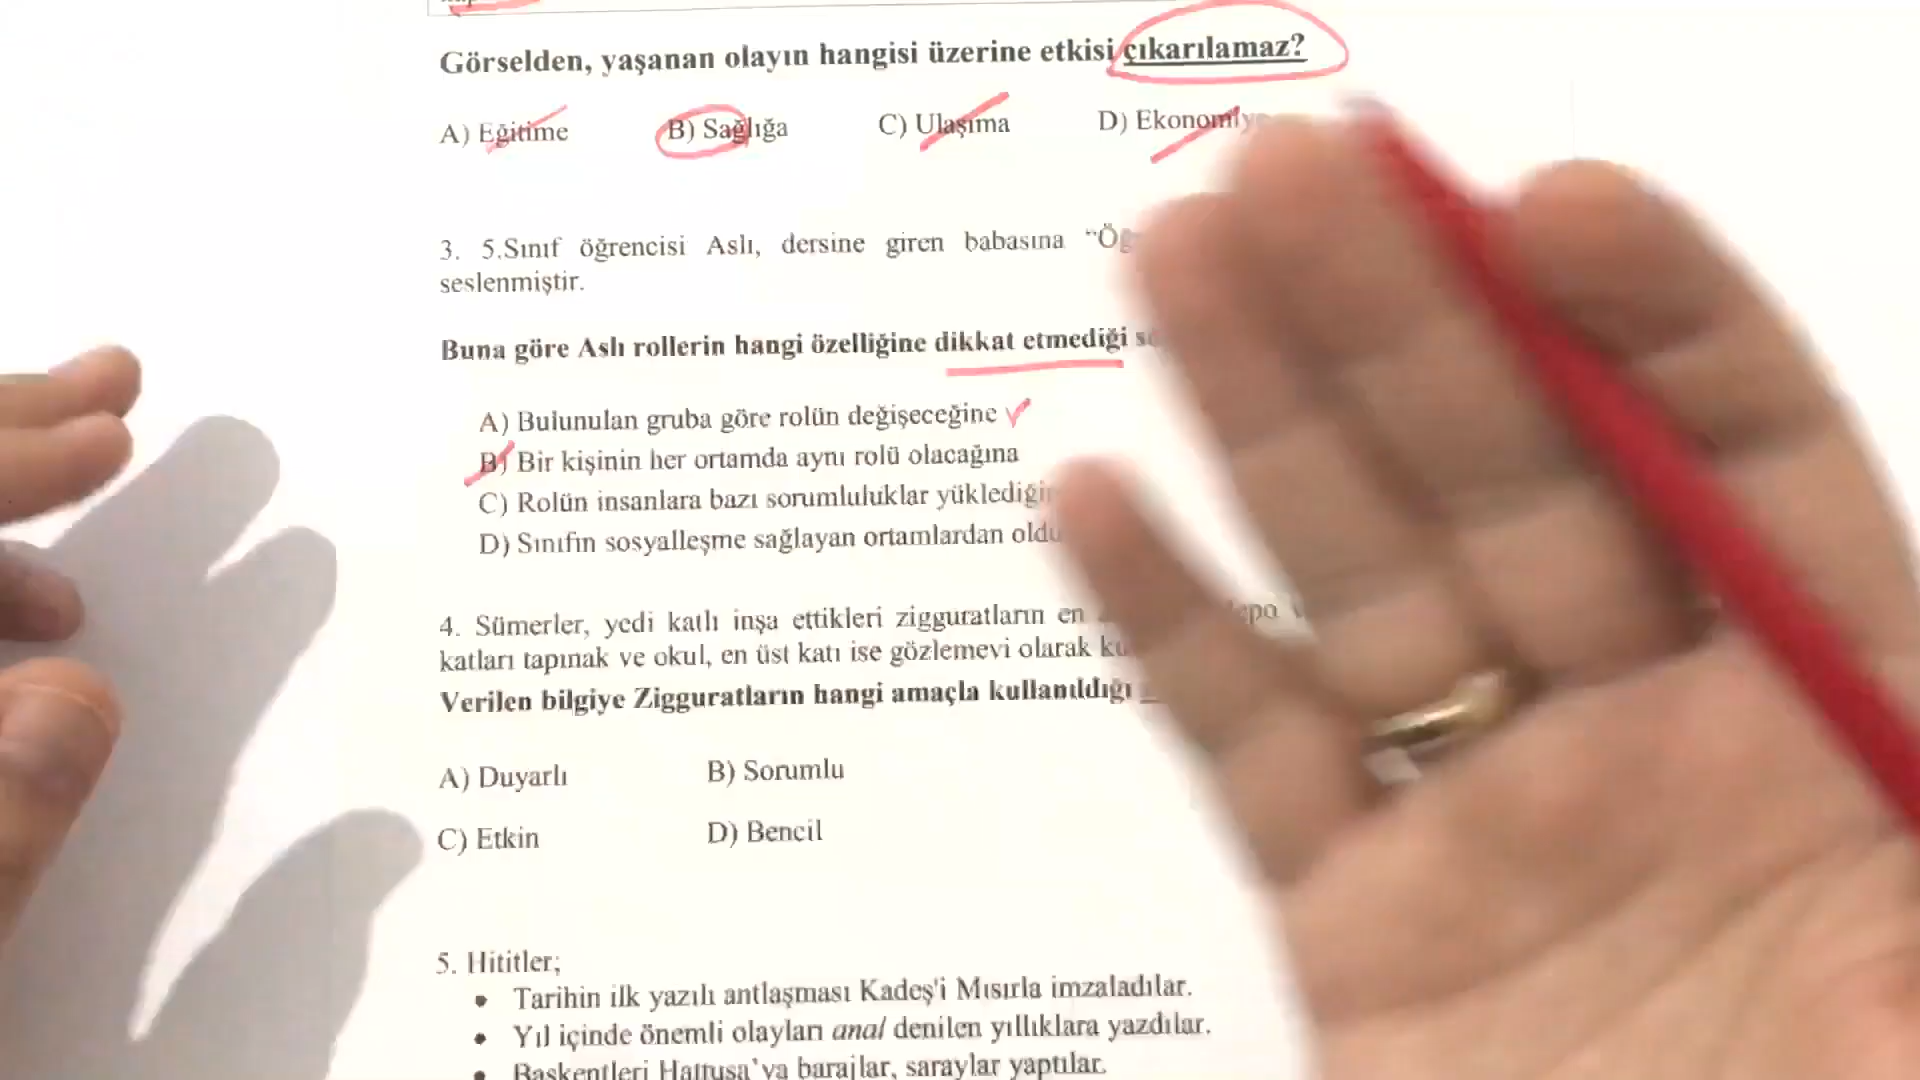 Görselden, yaşanan olayın hangisi üzerine etkisi çıkarılamaz?
A) Eğitime B) Sağlığa C) Ulaşıma D) Ekonomiye
3. 5.Sınıf öğrencisi Aslı, dersine giren babasına
seslenmiştir.
Buna göre Aslı rollerin hangi özelliğine dikkat etmediği
A) Bulunulan gruba göre rolün değişeceğine
B) Bir kişinin her ortamda aynı rolü olacağına
C) Rolün insanlara bazı sorumluluklar
D) Sınıfın sosyalleşme sağlayan ortamlardan
4. Sümerler, yedi katlı inşa ettikleri zigguratların en
katları tapınak ve okul, en üst katı ise gözlemevi olarak
Verilen bilgiye Zigguratların hangi amaçla kullanıldığı
A) Duyarlı B) Sorumlu
C) Etkin D) Bencil
5. Hititler;
• Tarihin ilk yazılı antlaşması Kadeş'i Mısırla imzaladılar.
• Yıl içinde önemli olayları anal denilen yıllıklara yazdılar.
• Başkentleri Hattuşa'ya barajlar, saraylar yaptılar.